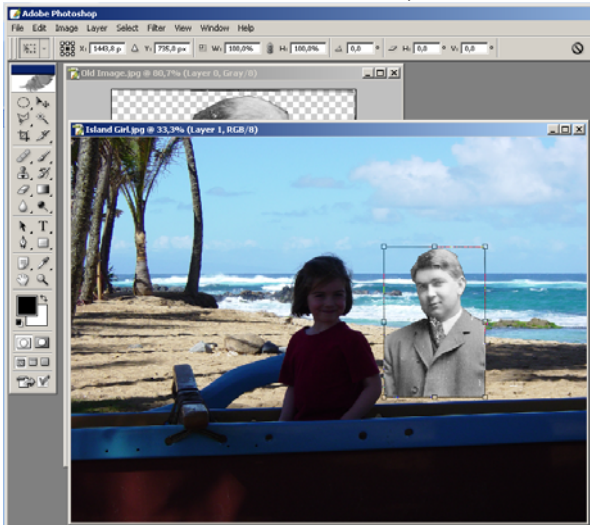 Adobe Photoshop
File Edit Image Layer Select Filter View Window Help
X: 1443,8 p Y: 735,0 px W: 100,0% H: 100,0% 0,0 ° H: 0,0 ° V: 0,0 °
Old Image.jpg @ 80,7% (Layer 0, Gray/8)
Island Girl.jpg @ 33,3% (Layer 1, RGB/8)
T